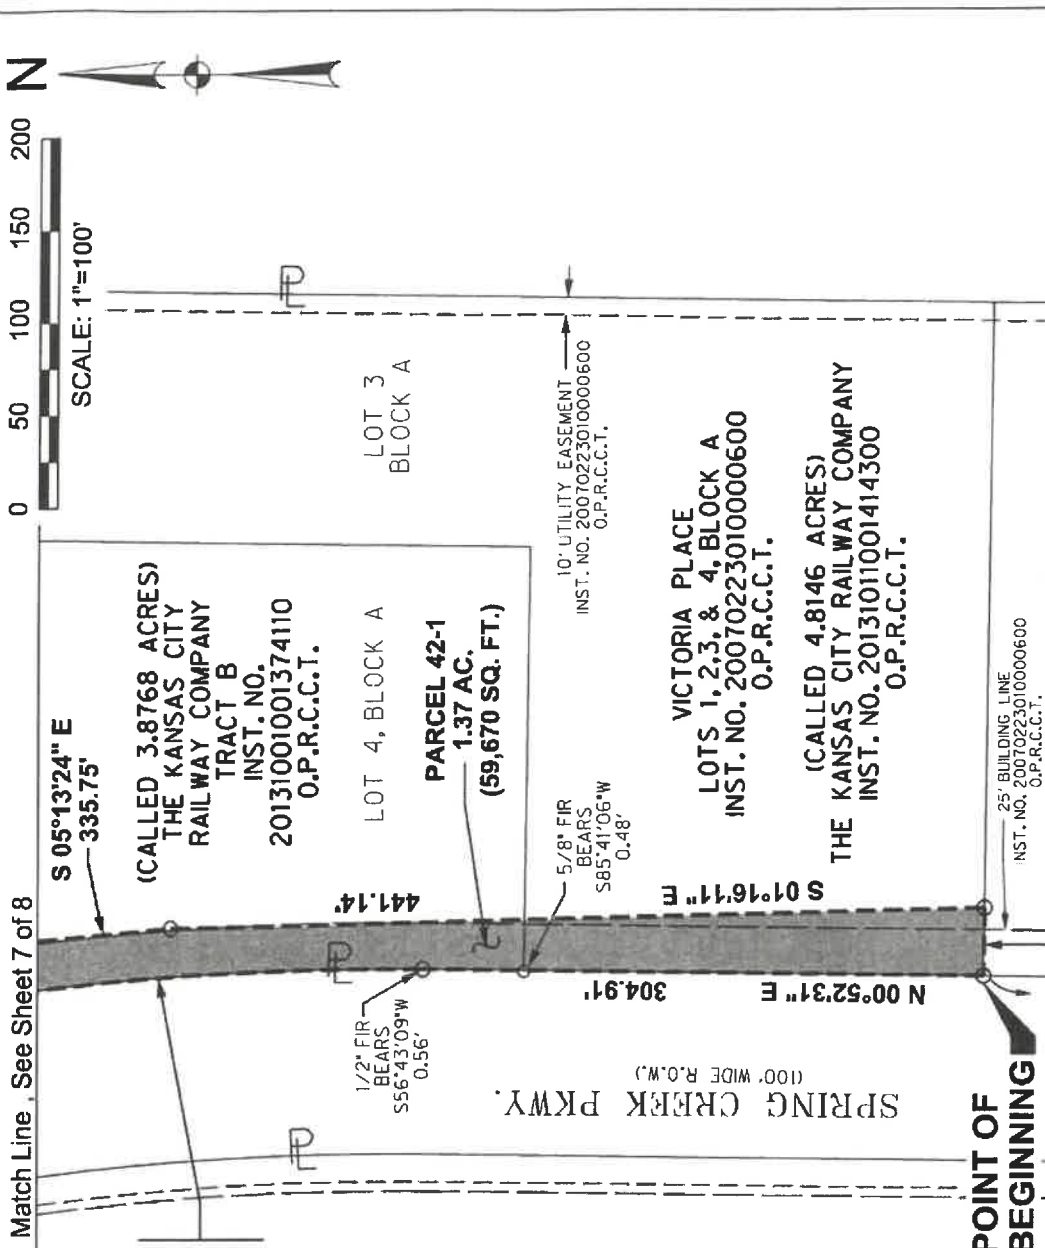 Match Line , See Sheet 7 of 8
N
0 50 100 150 200
SCALE: 1"=100'
S 05°13'24" E
335.75'
(CALLED 3.8768 ACRES)
THE KANSAS CITY
RAILWAY COMPANY
TRACT B
INST. NO.
20131001001374110
O.P.R.C.C.T.
LOT 4, BLOCK A
LOT 3
BLOCK A
PL
PARCEL 42-1
1.37 AC.
(59,670 SQ. FT.)
441.14'
S 01°16'11" E
PL
1/2" FIR
BEARS
S56°43'09"W
0.56'
5/8" FIR
BEARS
S85°41'06"W
0.48'
10' UTILITY EASEMENT
INST. NO. 20070223010000600
O.P.R.C.C.T.
VICTORIA PLACE
LOTS 1,2,3, & 4, BLOCK A
INST. NO. 20070223010000600
O.P.R.C.C.T.
(CALLED 4.8146 ACRES)
THE KANSAS CITY RAILWAY COMPANY
INST. NO. 20131011001414300
O.P.R.C.C.T.
304.91'
N 00°52'31" E
SPRING CREEK PKWY.
(100' WIDE R.O.W.)
PL
25' BUILDING LINE
INST. NO. 20070223010000600
O.P.R.C.C.T.
POINT OF
BEGINNING